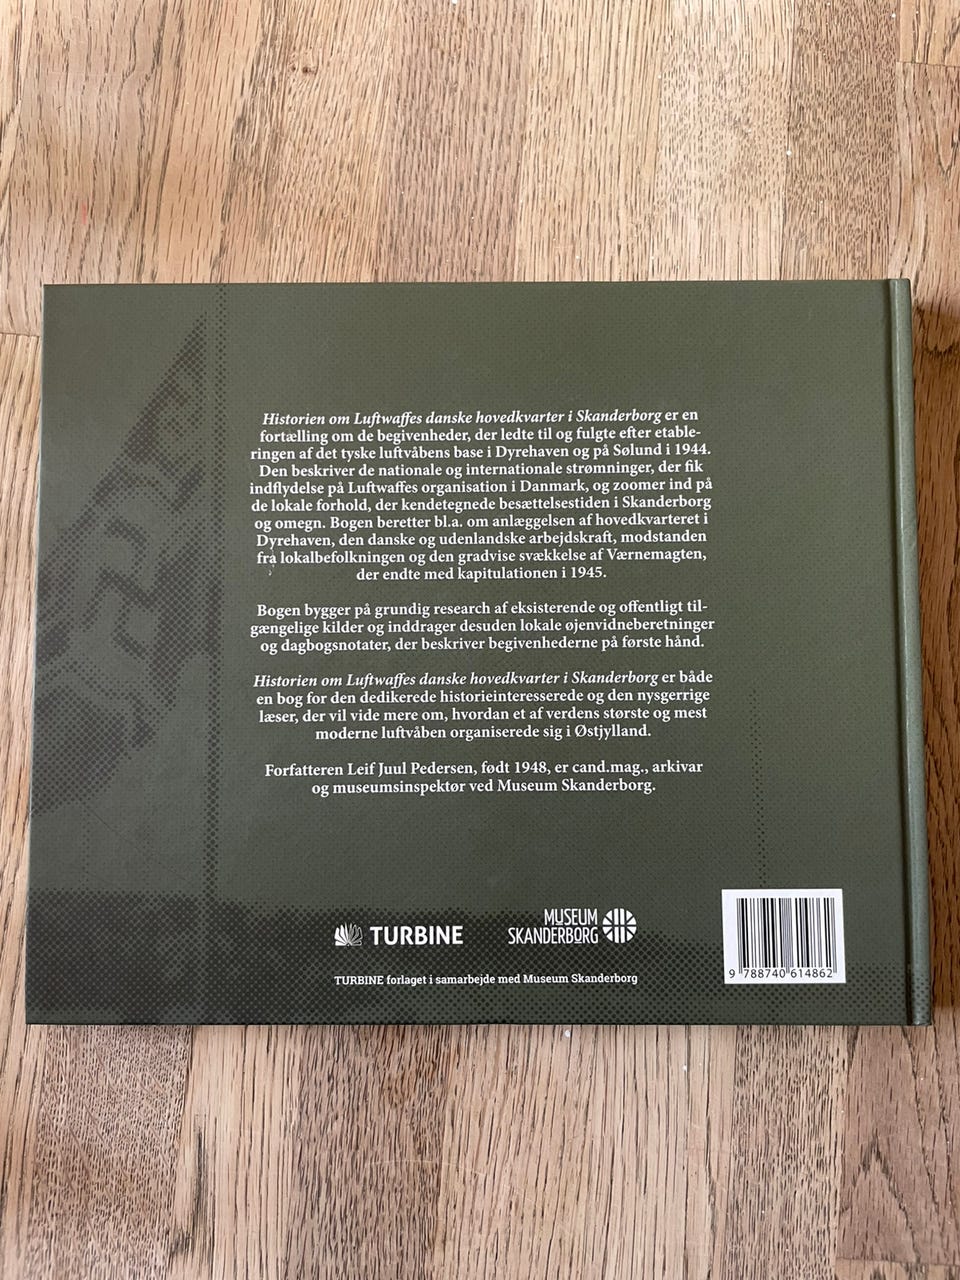 Historien om Luftwaffes danske hovedkvarter i Skanderborg er en
fortælling om de begivenheder, der ledte til og fulgte efter etable-
ringen af det tyske luftvåbens base i Dyrehaven og på Sølund i 1944.
Den beskriver de nationale og internationale strømninger, der fik
indflydelse på Luftwaffes organisation i Danmark, og zoomer ind på
de lokale forhold, der kendetegnede besættelsestiden i Skanderborg
og omegn. Bogen beretter bl.a. om anlæggelsen af hovedkvarteret i
Dyrehaven, den danske og udenlandske arbejdskraft, modstanden
fra lokalbefolkningen og den gradvise svækkelse af Værnemagten,
der endte med kapitulationen i 1945.
Bogen bygger på grundig research af eksisterende og offentligt til-
gængelige kilder og inddrager desuden lokale øjenvidneberetninger
og dagbogsnotater, der beskriver begivenhederne på første hånd.
Historien om Luftwaffes danske hovedkvarter i Skanderborg er både
en bog for den dedikerede historieinteresserede og den nysgerrige
læser, der vil vide mere om, hvordan et af verdens største og mest
moderne luftvåben organiserede sig i Østjylland.
Forfatteren Leif Juul Pedersen, født 1948, er cand.mag., arkivar
og museumsinspektør ved Museum Skanderborg.
TURBINE
MUSEUM
SKANDERBORG
TURBINE forlaget i samarbejde med Museum Skanderborg
9 788740 614862